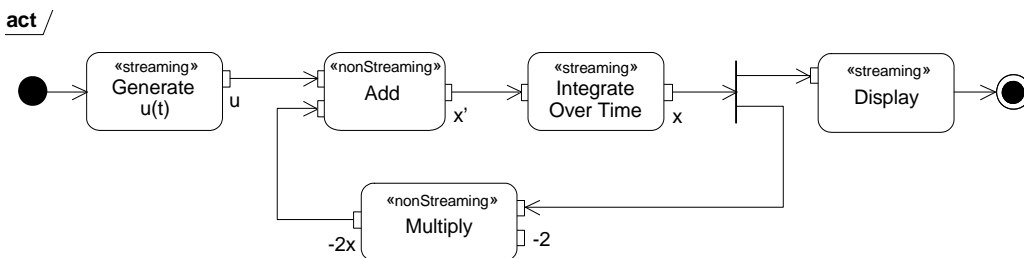 act
«streaming»
Generate
u(t)
u
«nonStreaming»
Add
x’
«streaming»
Integrate
Over Time
x
«streaming»
Display
«nonStreaming»
Multiply
-2x
-2